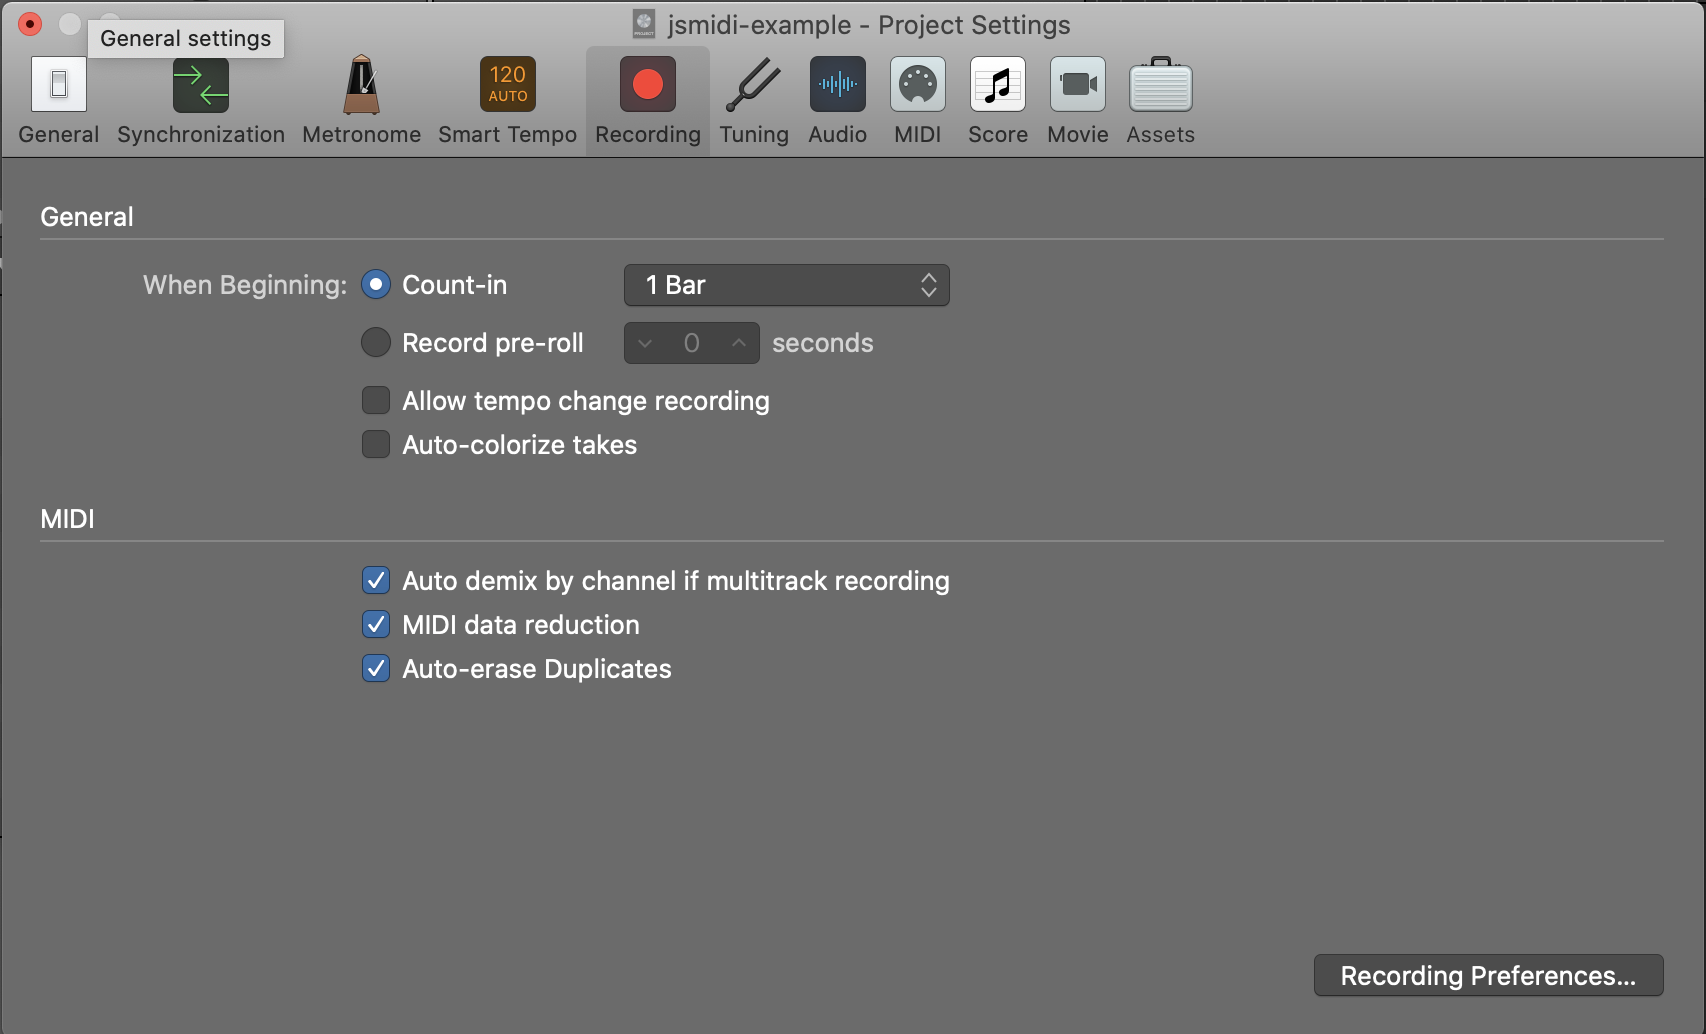 jsmidi-example - Project Settings
General settings
120
AUTO
General Synchronization Metronome Smart Tempo Recording Tuning Audio MIDI Score Movie Assets
General
When Beginning: Count-in 1 Bar
Record pre-roll 0 seconds
Allow tempo change recording
Auto-colorize takes
MIDI
Auto demix by channel if multitrack recording
MIDI data reduction
Auto-erase Duplicates
Recording Preferences...